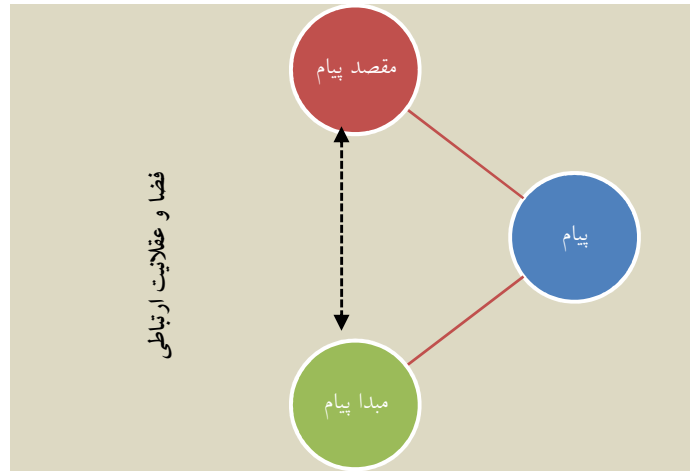 مقصد پیام
پیام
فضا و عقلانیت ارتباطی
مبدا پیام